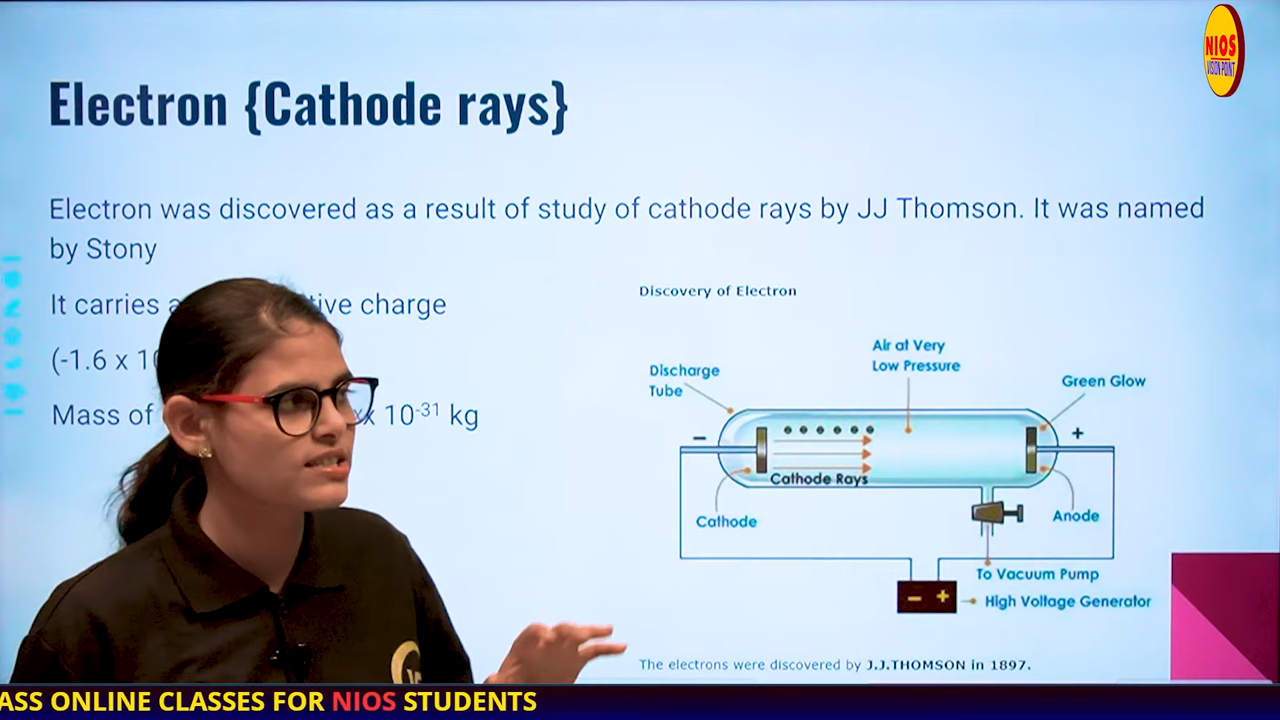 NIOS
VISION POINT
Electron {Cathode rays}
Electron was discovered as a result of study of cathode rays by JJ Thomson. It was named
by Stony
It carries ive charge
(-1.6 x 10
Mass of x 10⁻³¹ kg
Discovery of Electron
Air at Very
Low Pressure
Discharge
Tube
Green Glow
−
+
Cathode Rays
Cathode
Anode
To Vacuum Pump
− +
High Voltage Generator
The electrons were discovered by J.J.THOMSON in 1897.
ASS ONLINE CLASSES FOR NIOS STUDENTS